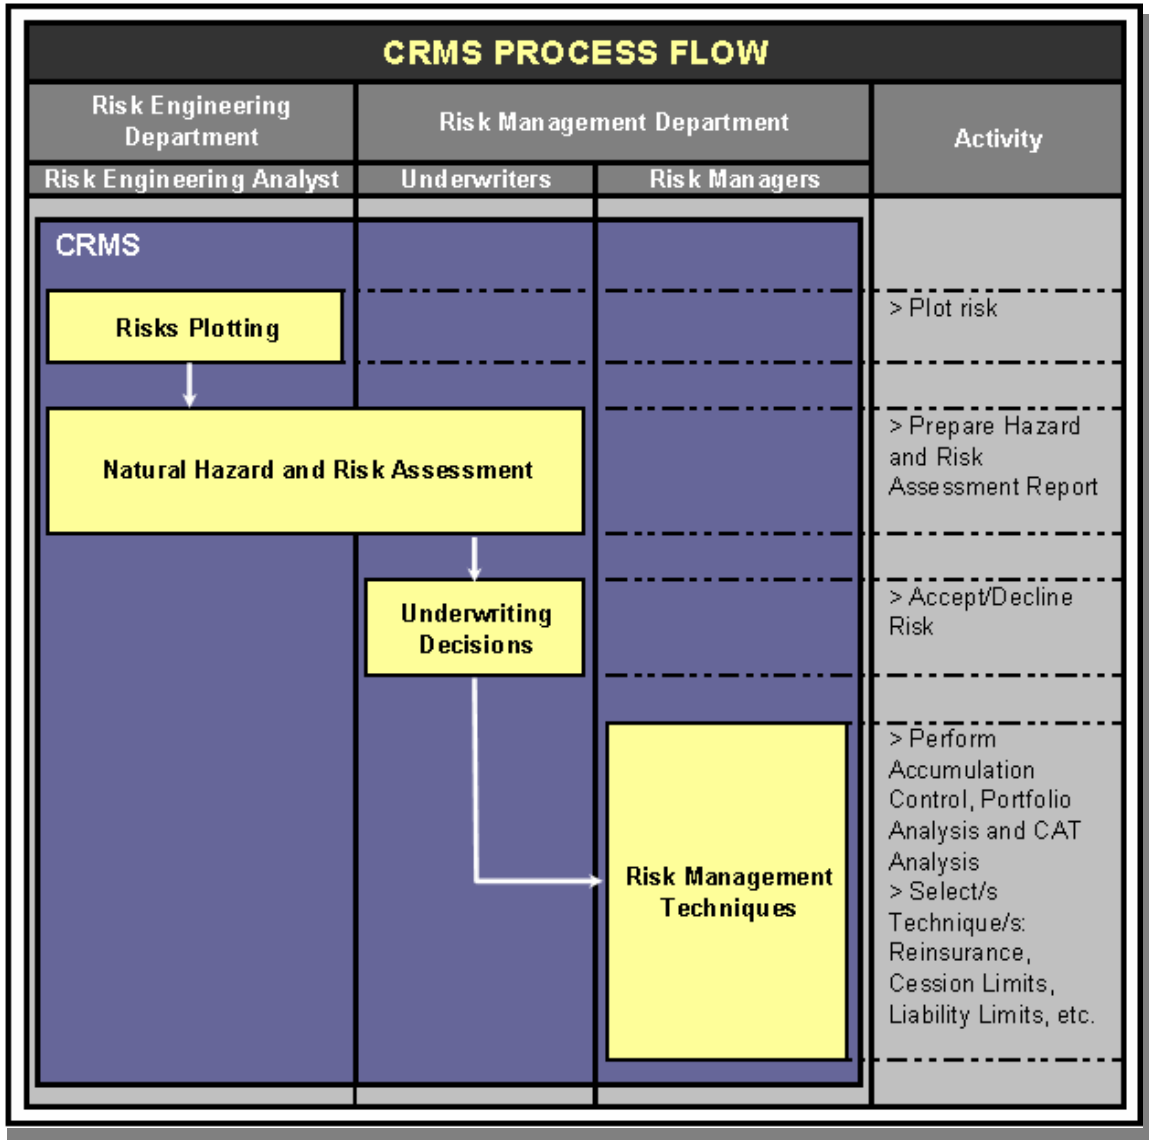 CRMS PROCESS FLOW
Risk Engineering
Department
Risk Management Department
Activity
Risk Engineering Analyst
Underwriters
Risk Managers
CRMS
Risks Plotting
> Plot risk
Natural Hazard and Risk Assessment
> Prepare Hazard
and Risk
Assessment Report
Underwriting
Decisions
> Accept/Decline
Risk
Risk Management
Techniques
> Perform
Accumulation
Control, Portfolio
Analysis and CAT
Analysis
> Select/s
Technique/s:
Reinsurance,
Cession Limits,
Liability Limits, etc.